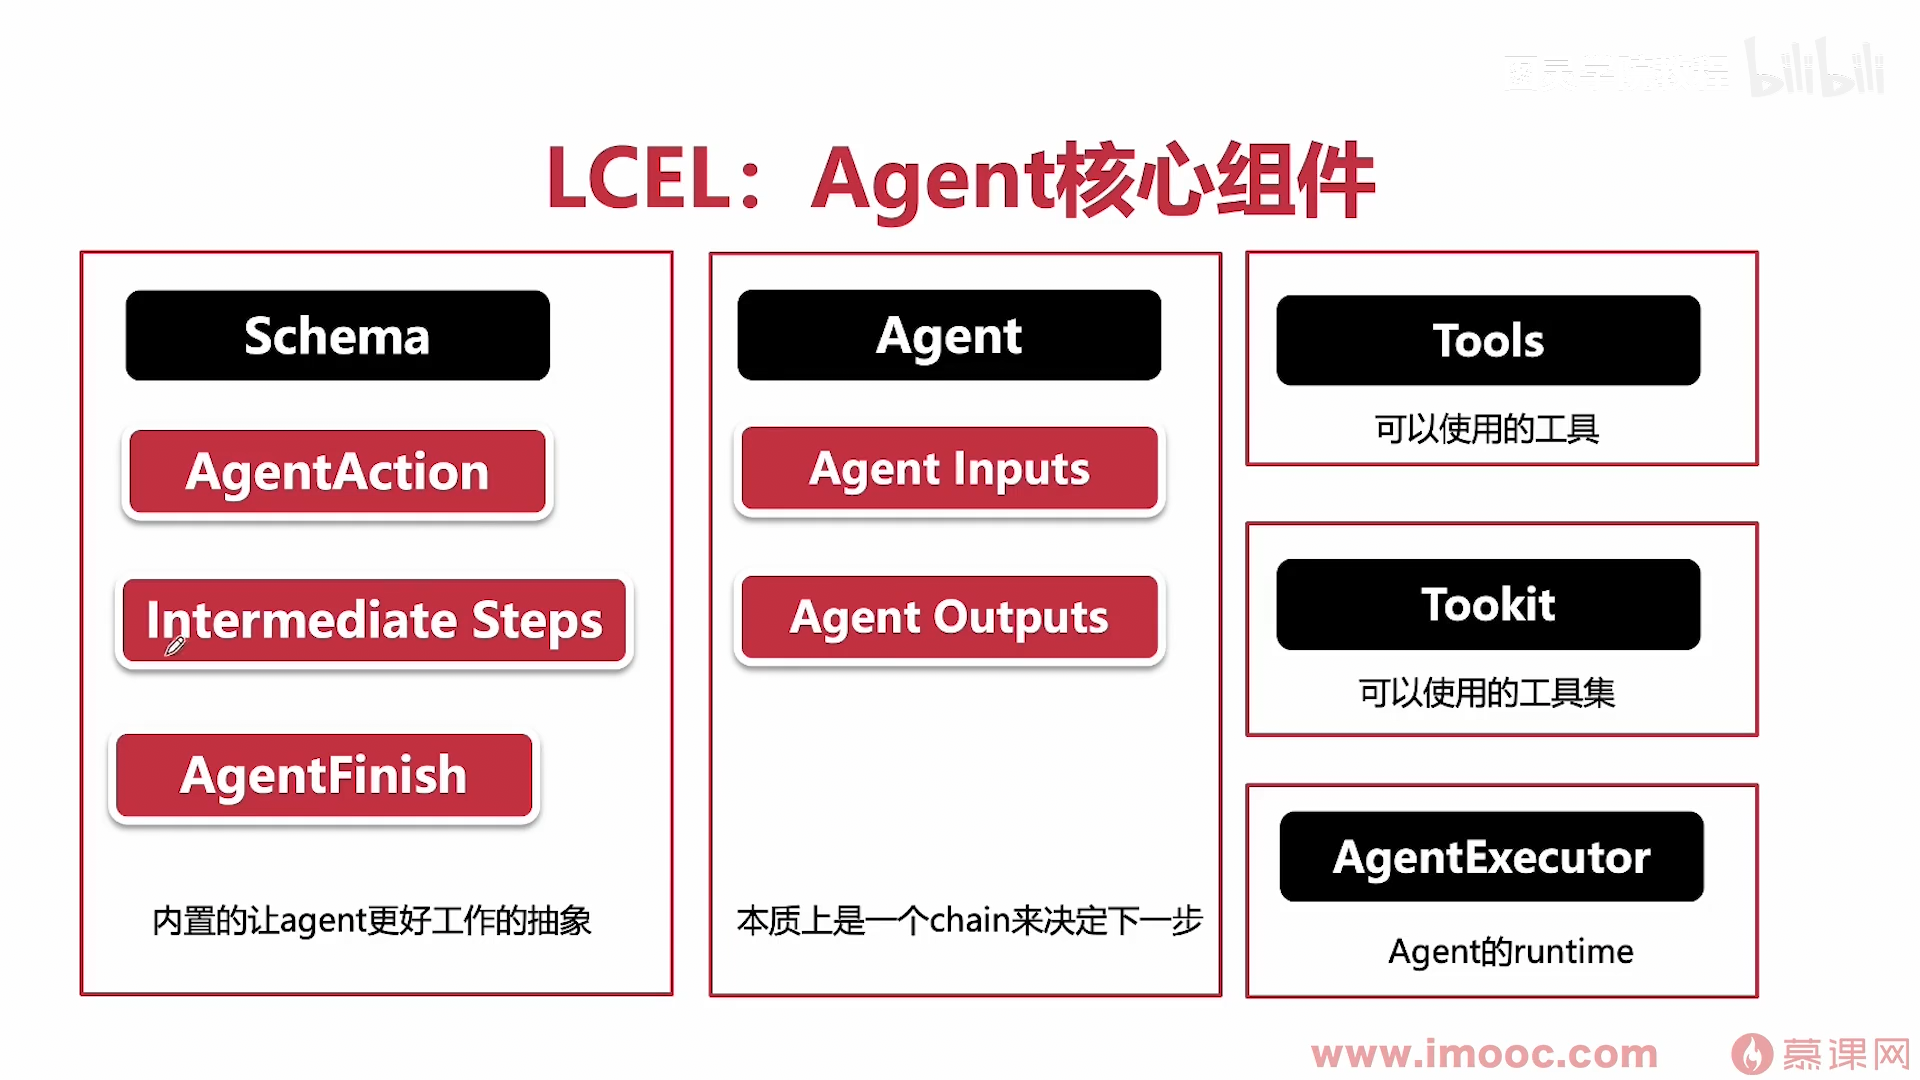 bilibili
LCEL：Agent核心组件
Schema
AgentAction
Intermediate Steps
AgentFinish
内置的让agent更好工作的抽象
Agent
Agent Inputs
Agent Outputs
本质上是一个chain来决定下一步
Tools
可以使用的工具
Tookit
可以使用的工具集
AgentExecutor
Agent的runtime
www.imooc.com
慕课网